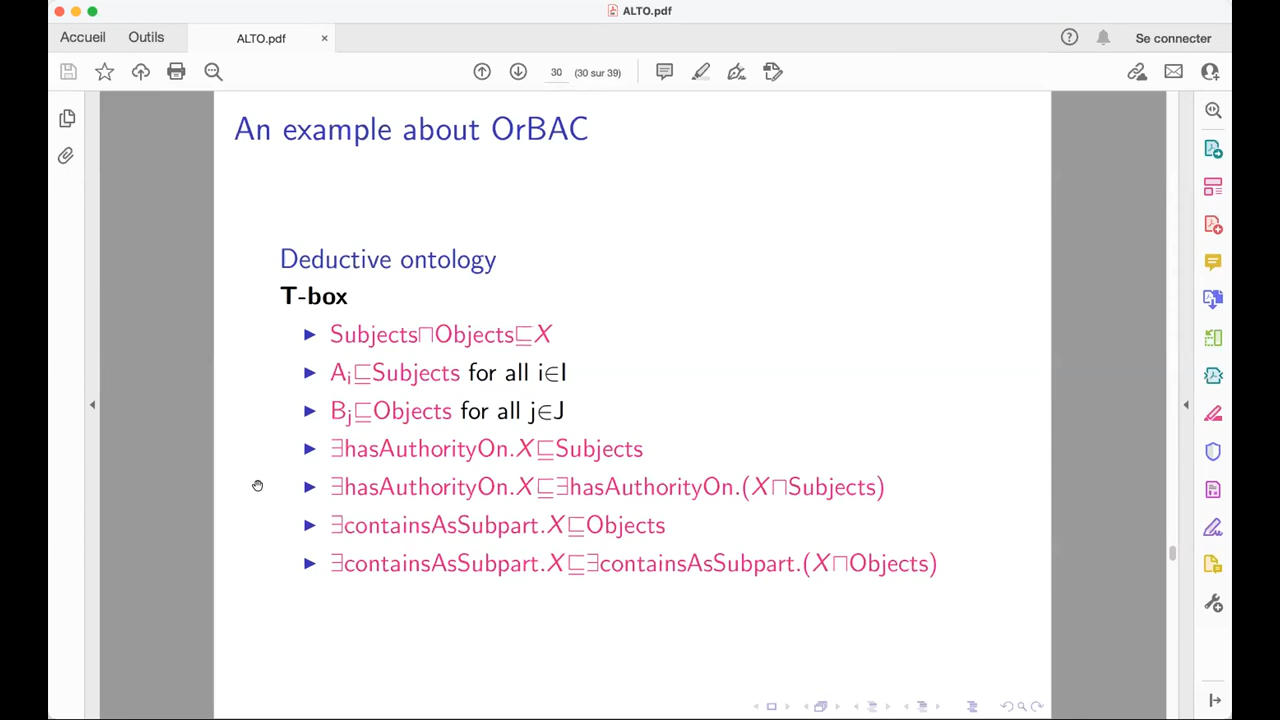 ALTO.pdf
Accueil Outils ALTO.pdf × Se connecter
30 (30 sur 39)
An example about OrBAC
Deductive ontology
T-box
▶ Subjects⊓Objects⊑X
▶ Aᵢ⊑Subjects for all i∈I
▶ Bⱼ⊑Objects for all j∈J
▶ ∃hasAuthorityOn.X⊑Subjects
▶ ∃hasAuthorityOn.X⊑∃hasAuthorityOn.(X⊓Subjects)
▶ ∃containsAsSubpart.X⊑Objects
▶ ∃containsAsSubpart.X⊑∃containsAsSubpart.(X⊓Objects)